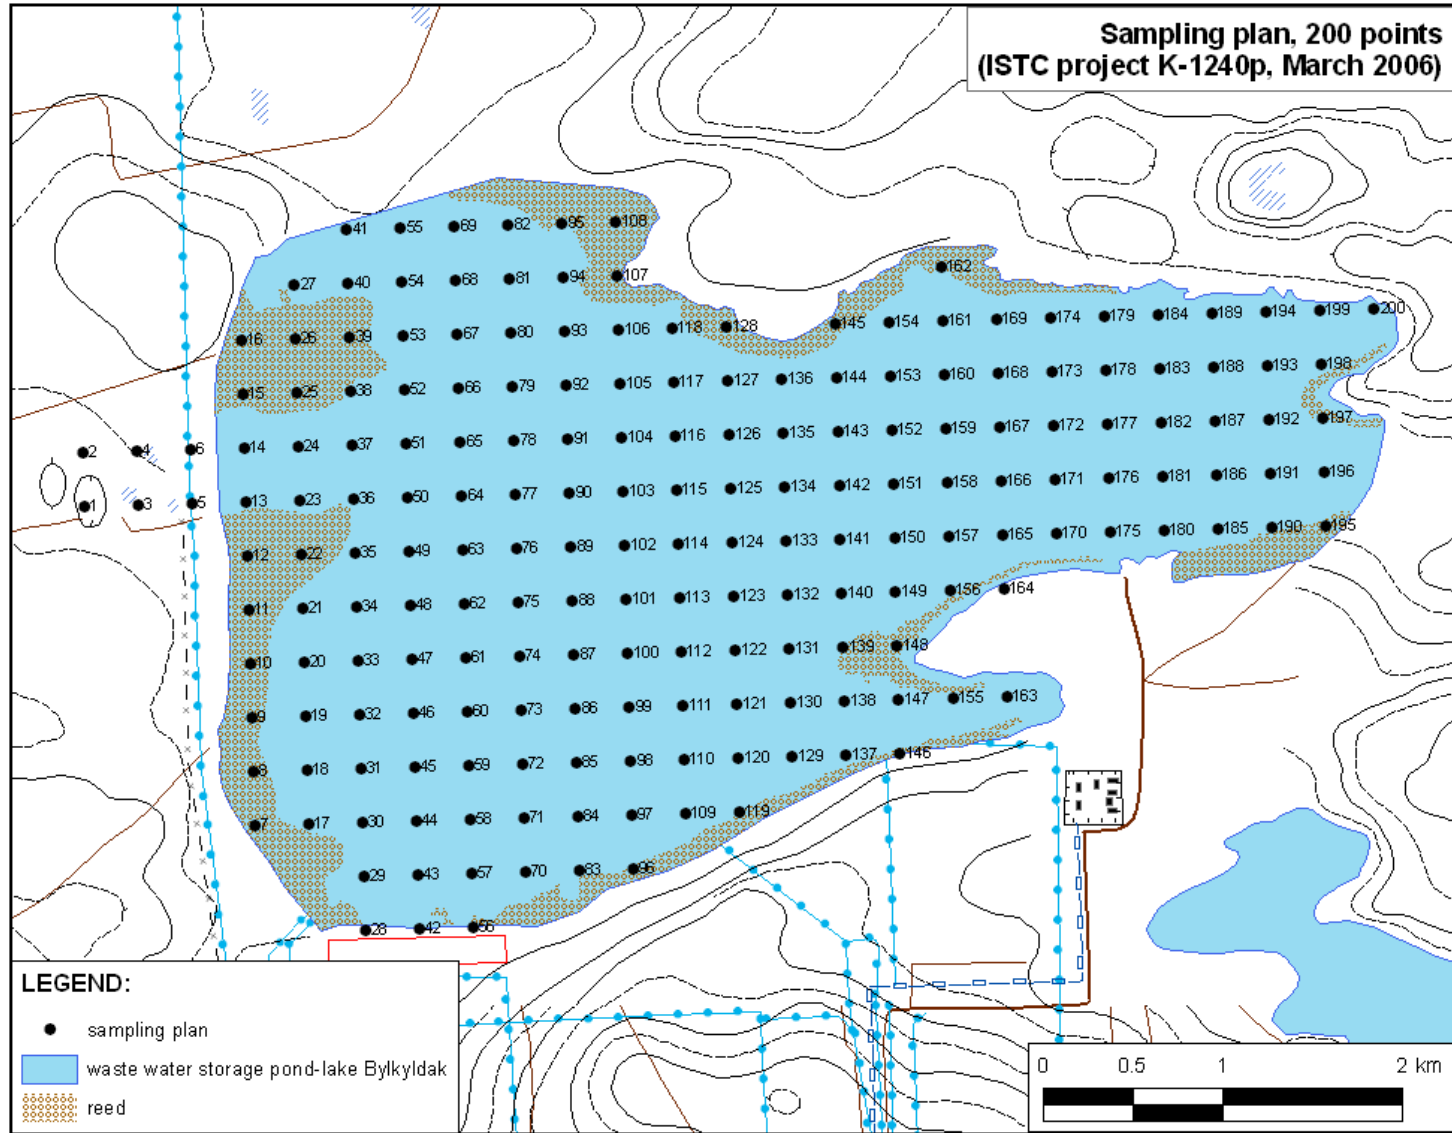 Sampling plan, 200 points
(ISTC project K-1240p, March 2006)
41 55 69 82 95 108
27 40 54 68 81 94 107 162
16 26 39 53 67 80 93 106 118 128 145 154 161 169 174 179 184 189 194 199 200
15 25 38 52 66 79 92 105 117 127 136 144 153 160 168 173 178 183 188 193 198
2 4 6 14 24 37 51 65 78 91 104 116 126 135 143 152 159 167 172 177 182 187 192 197
1 3 5 13 23 36 50 64 77 90 103 115 125 134 142 151 158 166 171 176 181 186 191 196
12 22 35 49 63 76 89 102 114 124 133 141 150 157 165 170 175 180 185 190 195
11 21 34 48 62 75 88 101 113 123 132 140 149 156 164
10 20 33 47 61 74 87 100 112 122 131 139 148
9 19 32 46 60 73 86 99 111 121 130 138 147 155 163
8 18 31 45 59 72 85 98 110 120 129 137 146
7 17 30 44 58 71 84 97 109 119
29 43 57 70 83 96
28 42 56
LEGEND:
sampling plan
waste water storage pond-lake Bylkyldak
reed
0 0.5 1 2 km